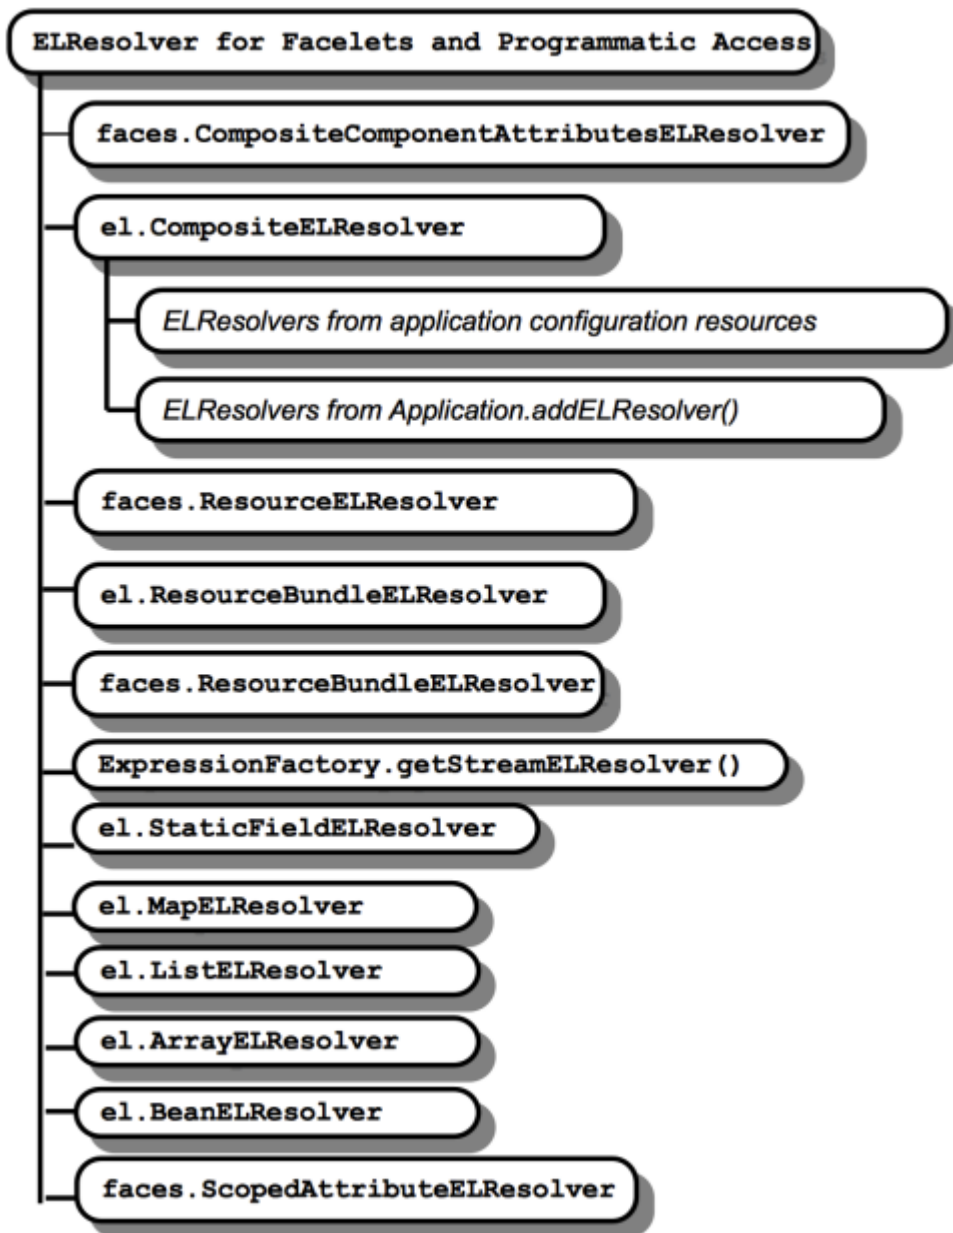 ELResolver for Facelets and Programmatic Access
faces.CompositeComponentAttributesELResolver
el.CompositeELResolver
ELResolvers from application configuration resources
ELResolvers from Application.addELResolver()
faces.ResourceELResolver
el.ResourceBundleELResolver
faces.ResourceBundleELResolver
ExpressionFactory.getStreamELResolver()
el.StaticFieldELResolver
el.MapELResolver
el.ListELResolver
el.ArrayELResolver
el.BeanELResolver
faces.ScopedAttributeELResolver